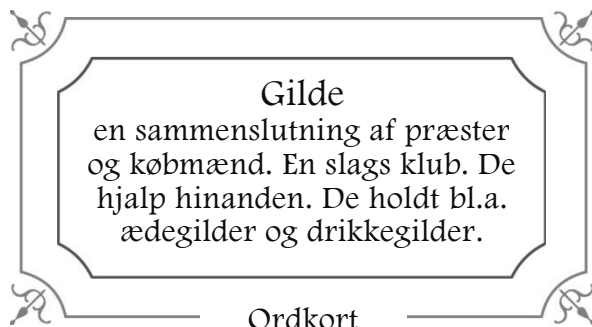 Gilde
en sammenslutning af præster
og købmænd. En slags klub. De
hjalp hinanden. De holdt bl.a.
ædegilder og drikkegilder.
Ordkort